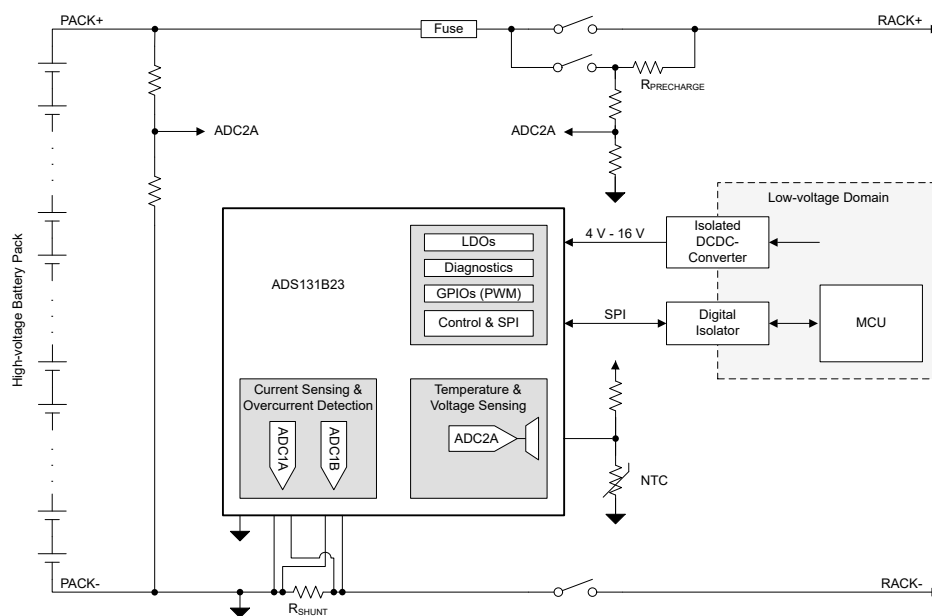 PACK+
Fuse
RACK+
RPRECHARGE
ADC2A
ADC2A
High-voltage Battery Pack
Low-voltage Domain
ADS131B23
LDOs
Diagnostics
GPIOs (PWM)
Control & SPI
4 V - 16 V
Isolated
DCDC-
Converter
SPI
Digital
Isolator
MCU
Current Sensing &
Overcurrent Detection
ADC1A
ADC1B
Temperature &
Voltage Sensing
ADC2A
NTC
PACK-
RSHUNT
RACK-